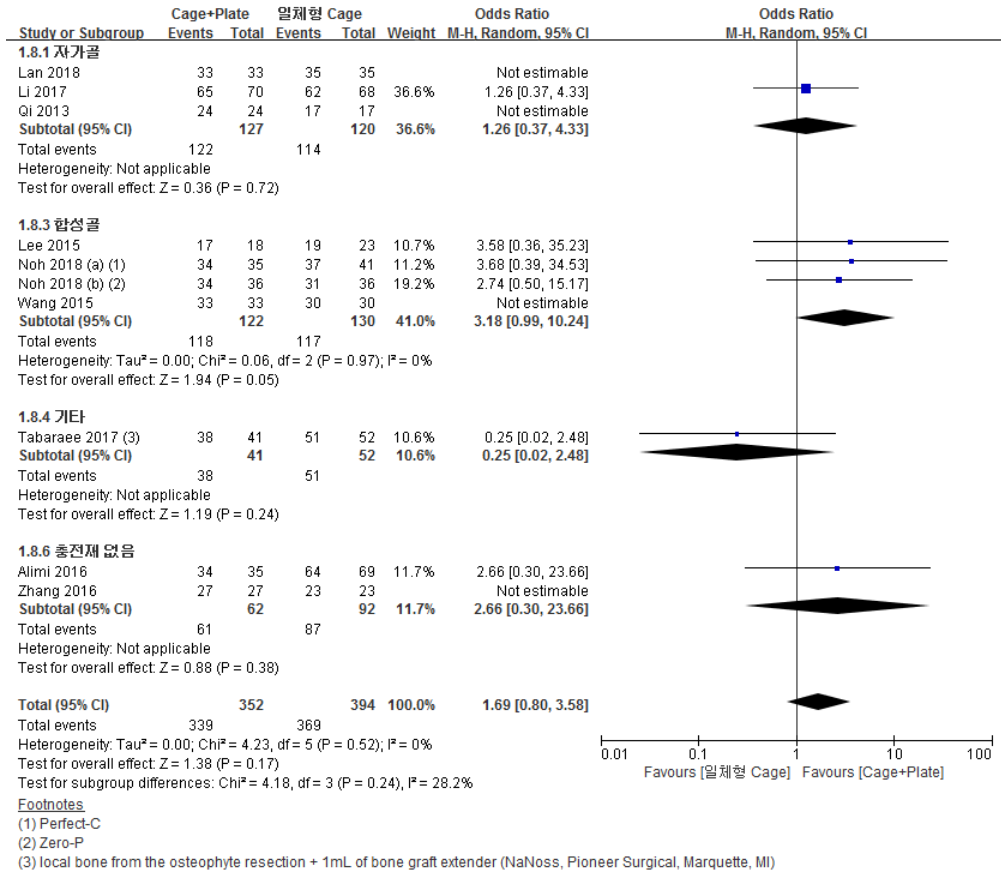 Cage+Plate 일체형 Cage Odds Ratio Odds Ratio
Study or Subgroup Events Total Events Total Weight M-H, Random, 95% CI M-H, Random, 95% CI
1.8.1 자가골
Lan 2018 33 33 35 35 Not estimable
Li 2017 65 70 62 68 36.6% 1.26 [0.37, 4.33]
Qi 2013 24 24 17 17 Not estimable
Subtotal (95% CI) 127 120 36.6% 1.26 [0.37, 4.33]
Total events 122 114
Heterogeneity: Not applicable
Test for overall effect: Z = 0.36 (P = 0.72)
1.8.3 합성골
Lee 2015 17 18 19 23 10.7% 3.58 [0.36, 35.23]
Noh 2018 (a) (1) 34 35 37 41 11.2% 3.68 [0.39, 34.53]
Noh 2018 (b) (2) 34 36 31 36 19.2% 2.74 [0.50, 15.17]
Wang 2015 33 33 30 30 Not estimable
Subtotal (95% CI) 122 130 41.0% 3.18 [0.99, 10.24]
Total events 118 117
Heterogeneity: Tau² = 0.00; Chi² = 0.06, df = 2 (P = 0.97); I² = 0%
Test for overall effect: Z = 1.94 (P = 0.05)
1.8.4 기타
Tabaraee 2017 (3) 38 41 51 52 10.6% 0.25 [0.02, 2.48]
Subtotal (95% CI) 41 52 10.6% 0.25 [0.02, 2.48]
Total events 38 51
Heterogeneity: Not applicable
Test for overall effect: Z = 1.19 (P = 0.24)
1.8.6 충전재 없음
Alimi 2016 34 35 64 69 11.7% 2.66 [0.30, 23.66]
Zhang 2016 27 27 23 23 Not estimable
Subtotal (95% CI) 62 92 11.7% 2.66 [0.30, 23.66]
Total events 61 87
Heterogeneity: Not applicable
Test for overall effect: Z = 0.88 (P = 0.38)
Total (95% CI) 352 394 100.0% 1.69 [0.80, 3.58]
Total events 339 369
Heterogeneity: Tau² = 0.00; Chi² = 4.23, df = 5 (P = 0.52); I² = 0%
Test for overall effect: Z = 1.38 (P = 0.17)
Test for subgroup differences: Chi² = 4.18, df = 3 (P = 0.24), I² = 28.2%
0.01 0.1 1 10 100
Favours [일체형 Cage] Favours [Cage+Plate]
Footnotes
(1) Perfect-C
(2) Zero-P
(3) local bone from the osteophyte resection + 1mL of bone graft extender (NaNoss, Pioneer Surgical, Marquette, MI)